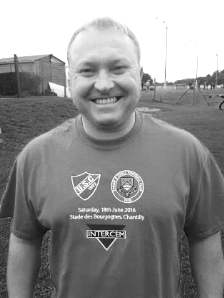 U.S.C.
Saturday, 18th June 2016
Stade des Bourgognes, Chantilly
INTERCEM